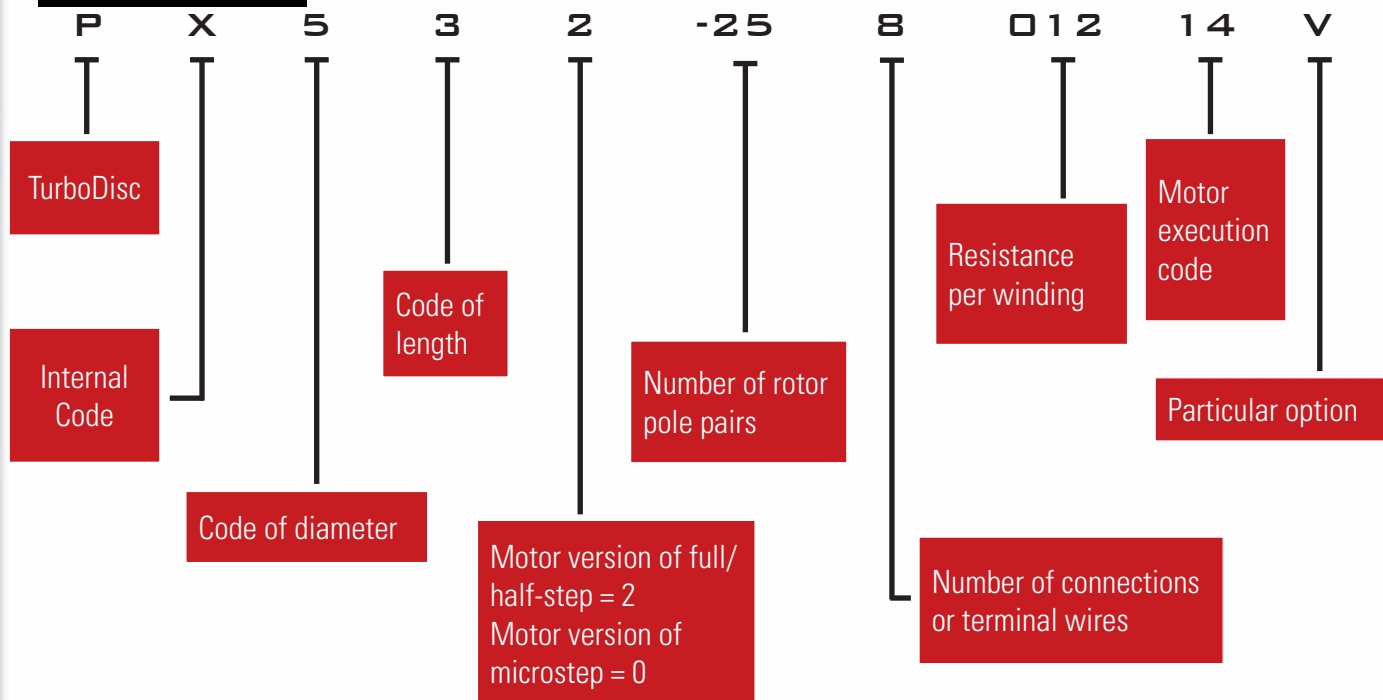 P X 5 3 2 -25 8 012 14 V
TurboDisc
Internal
Code
Code of diameter
Code of
length
Motor version of full/
half-step = 2
Motor version of
microstep = 0
Number of rotor
pole pairs
Number of connections
or terminal wires
Resistance
per winding
Motor
execution
code
Particular option